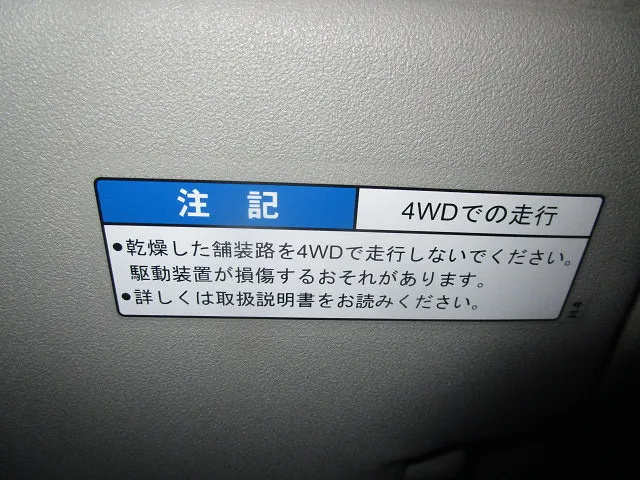 注 記
4WDでの走行
●乾燥した舗装路を4WDで走行しないでください。
駆動装置が損傷するおそれがあります。
●詳しくは取扱説明書をお読みください。
H4